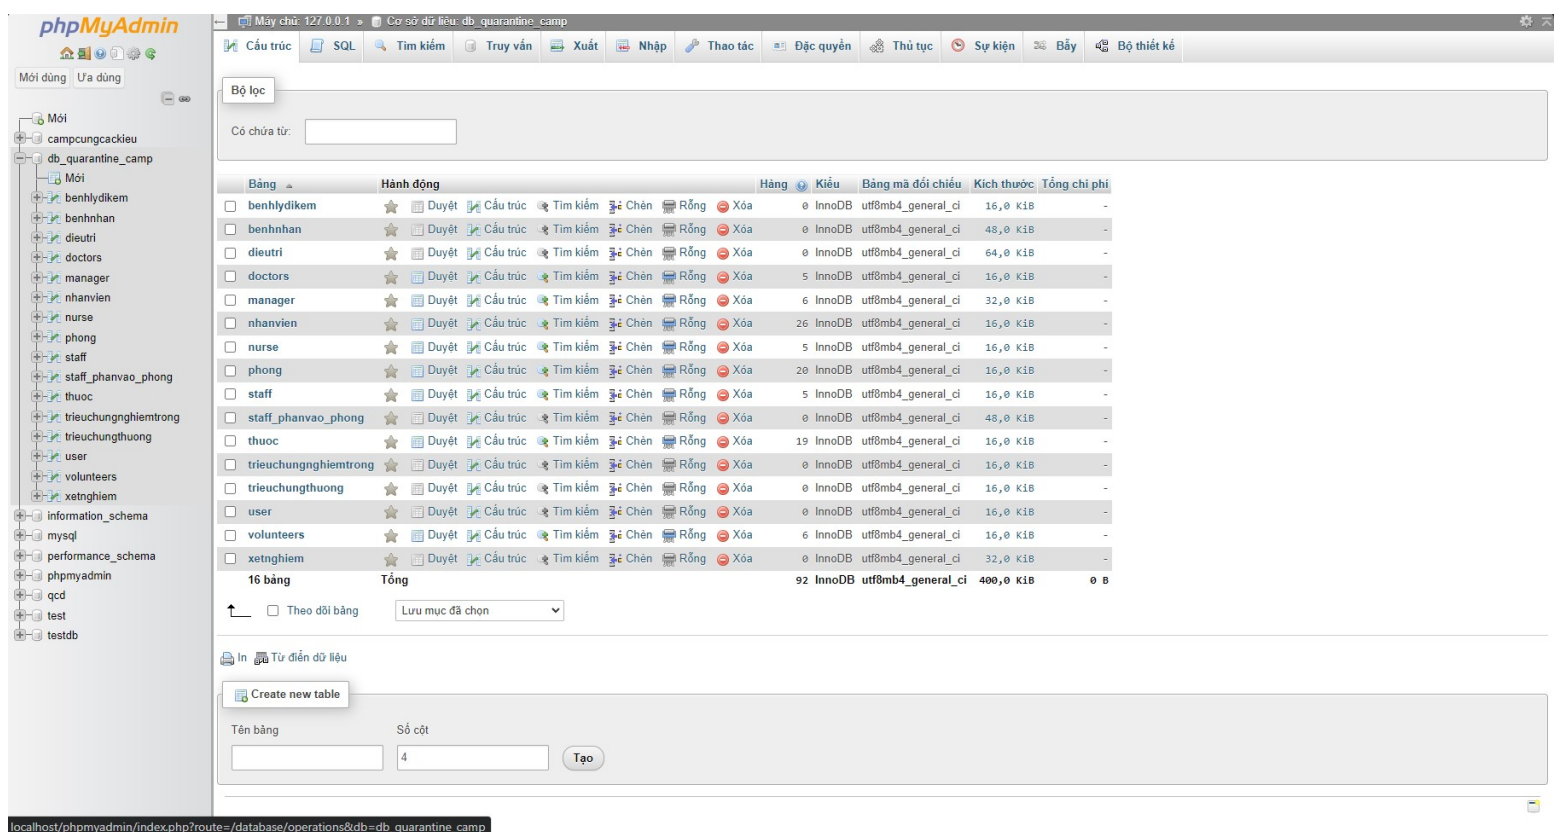 phpMyAdmin
Mới dùng Ưa dùng
Mới
campcungcackieu
db_quarantine_camp
Mới
benhlydikem
benhnhan
dieutri
doctors
manager
nhanvien
nurse
phong
staff
staff_phanvao_phong
thuoc
trieuchungnghiemtrong
trieuchungthuong
user
volunteers
xetnghiem
information_schema
mysql
performance_schema
phpmyadmin
qcd
test
testdb
Máy chủ: 127.0.0.1 » Cơ sở dữ liệu: db_quarantine_camp
Cấu trúc SQL Tìm kiếm Truy vấn Xuất Nhập Thao tác Đặc quyền Thủ tục Sự kiện Bẫy Bộ thiết kế
Bộ lọc
Có chứa từ:
Bảng Hành động Hàng Kiểu Bảng mã đối chiếu Kích thước Tổng chi phí
benhlydikem Duyệt Cấu trúc Tìm kiếm Chèn Rỗng Xóa 0 InnoDB utf8mb4_general_ci 16,0 KiB -
benhnhan Duyệt Cấu trúc Tìm kiếm Chèn Rỗng Xóa 0 InnoDB utf8mb4_general_ci 48,0 KiB -
dieutri Duyệt Cấu trúc Tìm kiếm Chèn Rỗng Xóa 0 InnoDB utf8mb4_general_ci 64,0 KiB -
doctors Duyệt Cấu trúc Tìm kiếm Chèn Rỗng Xóa 5 InnoDB utf8mb4_general_ci 16,0 KiB -
manager Duyệt Cấu trúc Tìm kiếm Chèn Rỗng Xóa 6 InnoDB utf8mb4_general_ci 32,0 KiB -
nhanvien Duyệt Cấu trúc Tìm kiếm Chèn Rỗng Xóa 26 InnoDB utf8mb4_general_ci 16,0 KiB -
nurse Duyệt Cấu trúc Tìm kiếm Chèn Rỗng Xóa 5 InnoDB utf8mb4_general_ci 16,0 KiB -
phong Duyệt Cấu trúc Tìm kiếm Chèn Rỗng Xóa 20 InnoDB utf8mb4_general_ci 16,0 KiB -
staff Duyệt Cấu trúc Tìm kiếm Chèn Rỗng Xóa 5 InnoDB utf8mb4_general_ci 16,0 KiB -
staff_phanvao_phong Duyệt Cấu trúc Tìm kiếm Chèn Rỗng Xóa 0 InnoDB utf8mb4_general_ci 48,0 KiB -
thuoc Duyệt Cấu trúc Tìm kiếm Chèn Rỗng Xóa 19 InnoDB utf8mb4_general_ci 16,0 KiB -
trieuchungnghiemtrong Duyệt Cấu trúc Tìm kiếm Chèn Rỗng Xóa 0 InnoDB utf8mb4_general_ci 16,0 KiB -
trieuchungthuong Duyệt Cấu trúc Tìm kiếm Chèn Rỗng Xóa 0 InnoDB utf8mb4_general_ci 16,0 KiB -
user Duyệt Cấu trúc Tìm kiếm Chèn Rỗng Xóa 0 InnoDB utf8mb4_general_ci 16,0 KiB -
volunteers Duyệt Cấu trúc Tìm kiếm Chèn Rỗng Xóa 6 InnoDB utf8mb4_general_ci 16,0 KiB -
xetnghiem Duyệt Cấu trúc Tìm kiếm Chèn Rỗng Xóa 0 InnoDB utf8mb4_general_ci 32,0 KiB -
16 bảng Tổng 92 InnoDB utf8mb4_general_ci 400,0 KiB 0 B
Theo dõi bảng Lưu mục đã chọn
In Từ điển dữ liệu
Create new table
Tên bảng Số cột
4 Tạo
localhost/phpmyadmin/index.php?route=/database/operations&db=db_quarantine_camp